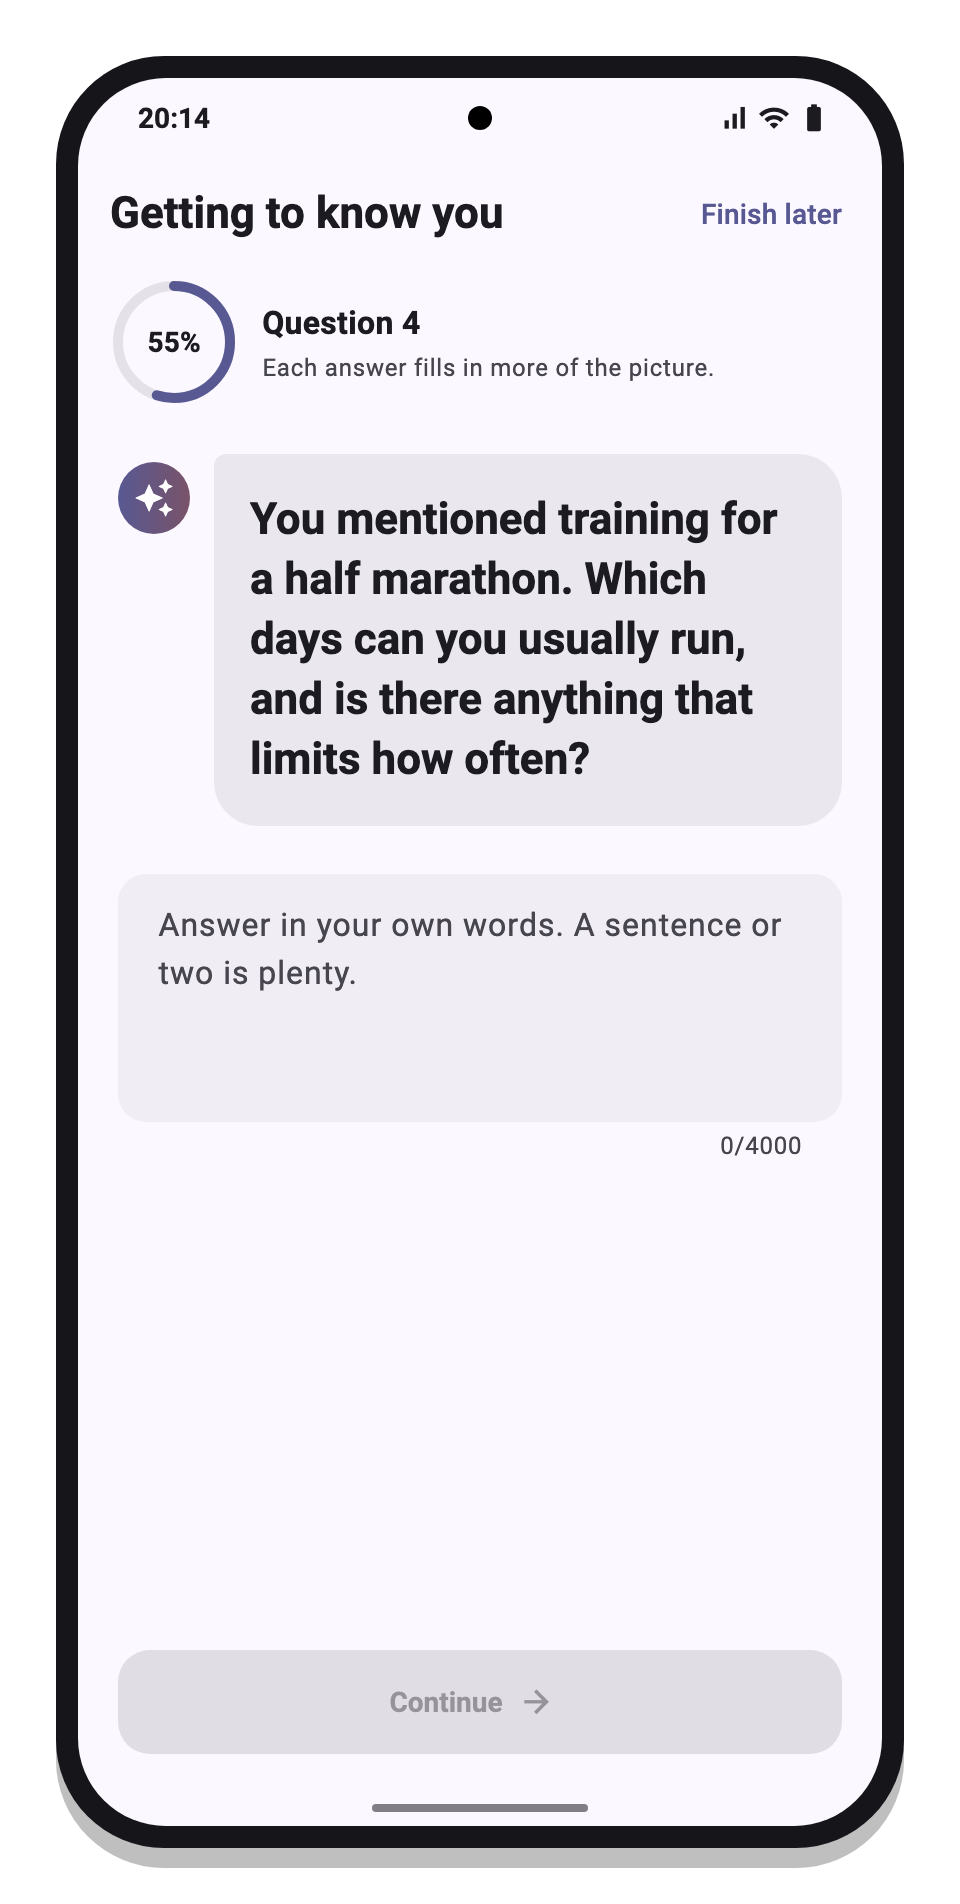 20:14
Getting to know you
Finish later
55%
Question 4
Each answer fills in more of the picture.
You mentioned training for
a half marathon. Which
days can you usually run,
and is there anything that
limits how often?
Answer in your own words. A sentence or
two is plenty.
0/4000
Continue